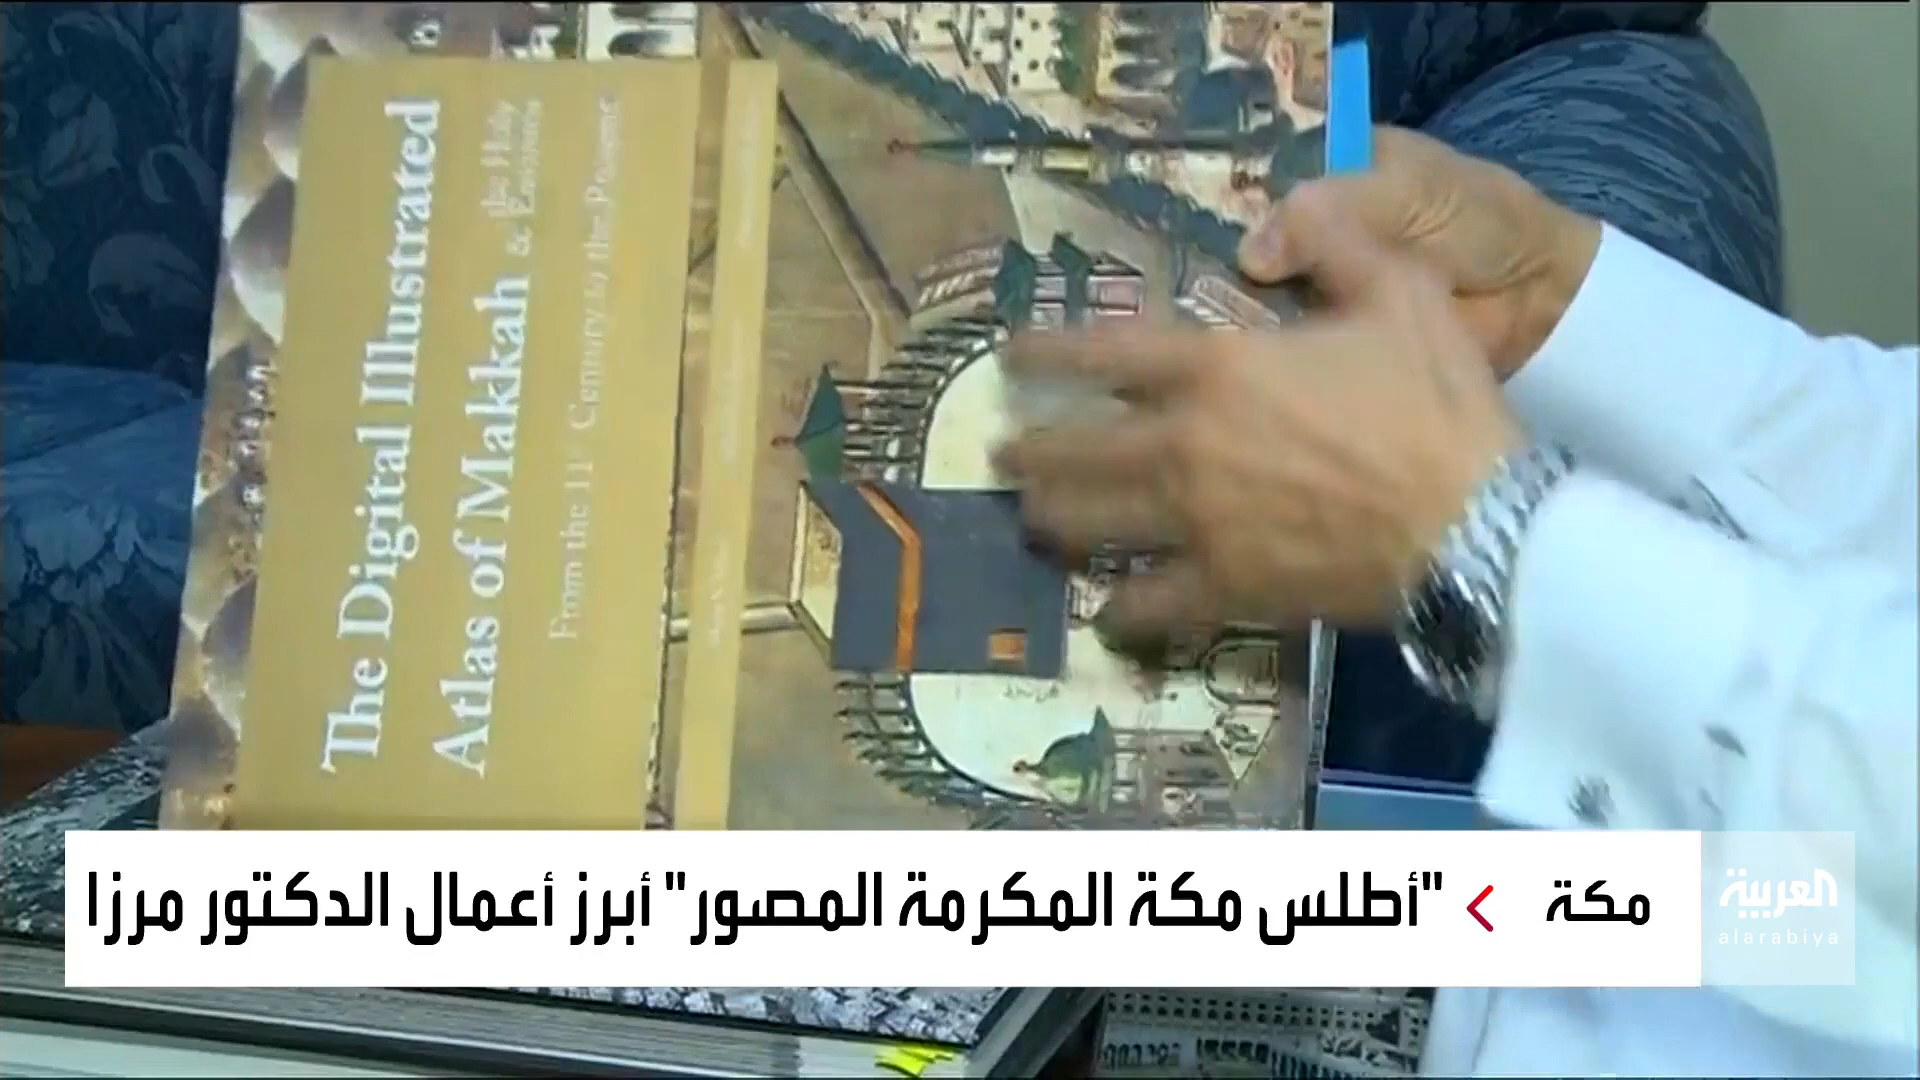 The Digital Illustrated
Atlas of Makkah & the Holy Environs
From the 11th Century to the Present
مكة
"أطلس مكة المكرمة المصور" أبرز أعمال الدكتور مرزا
العربية
alarabiya